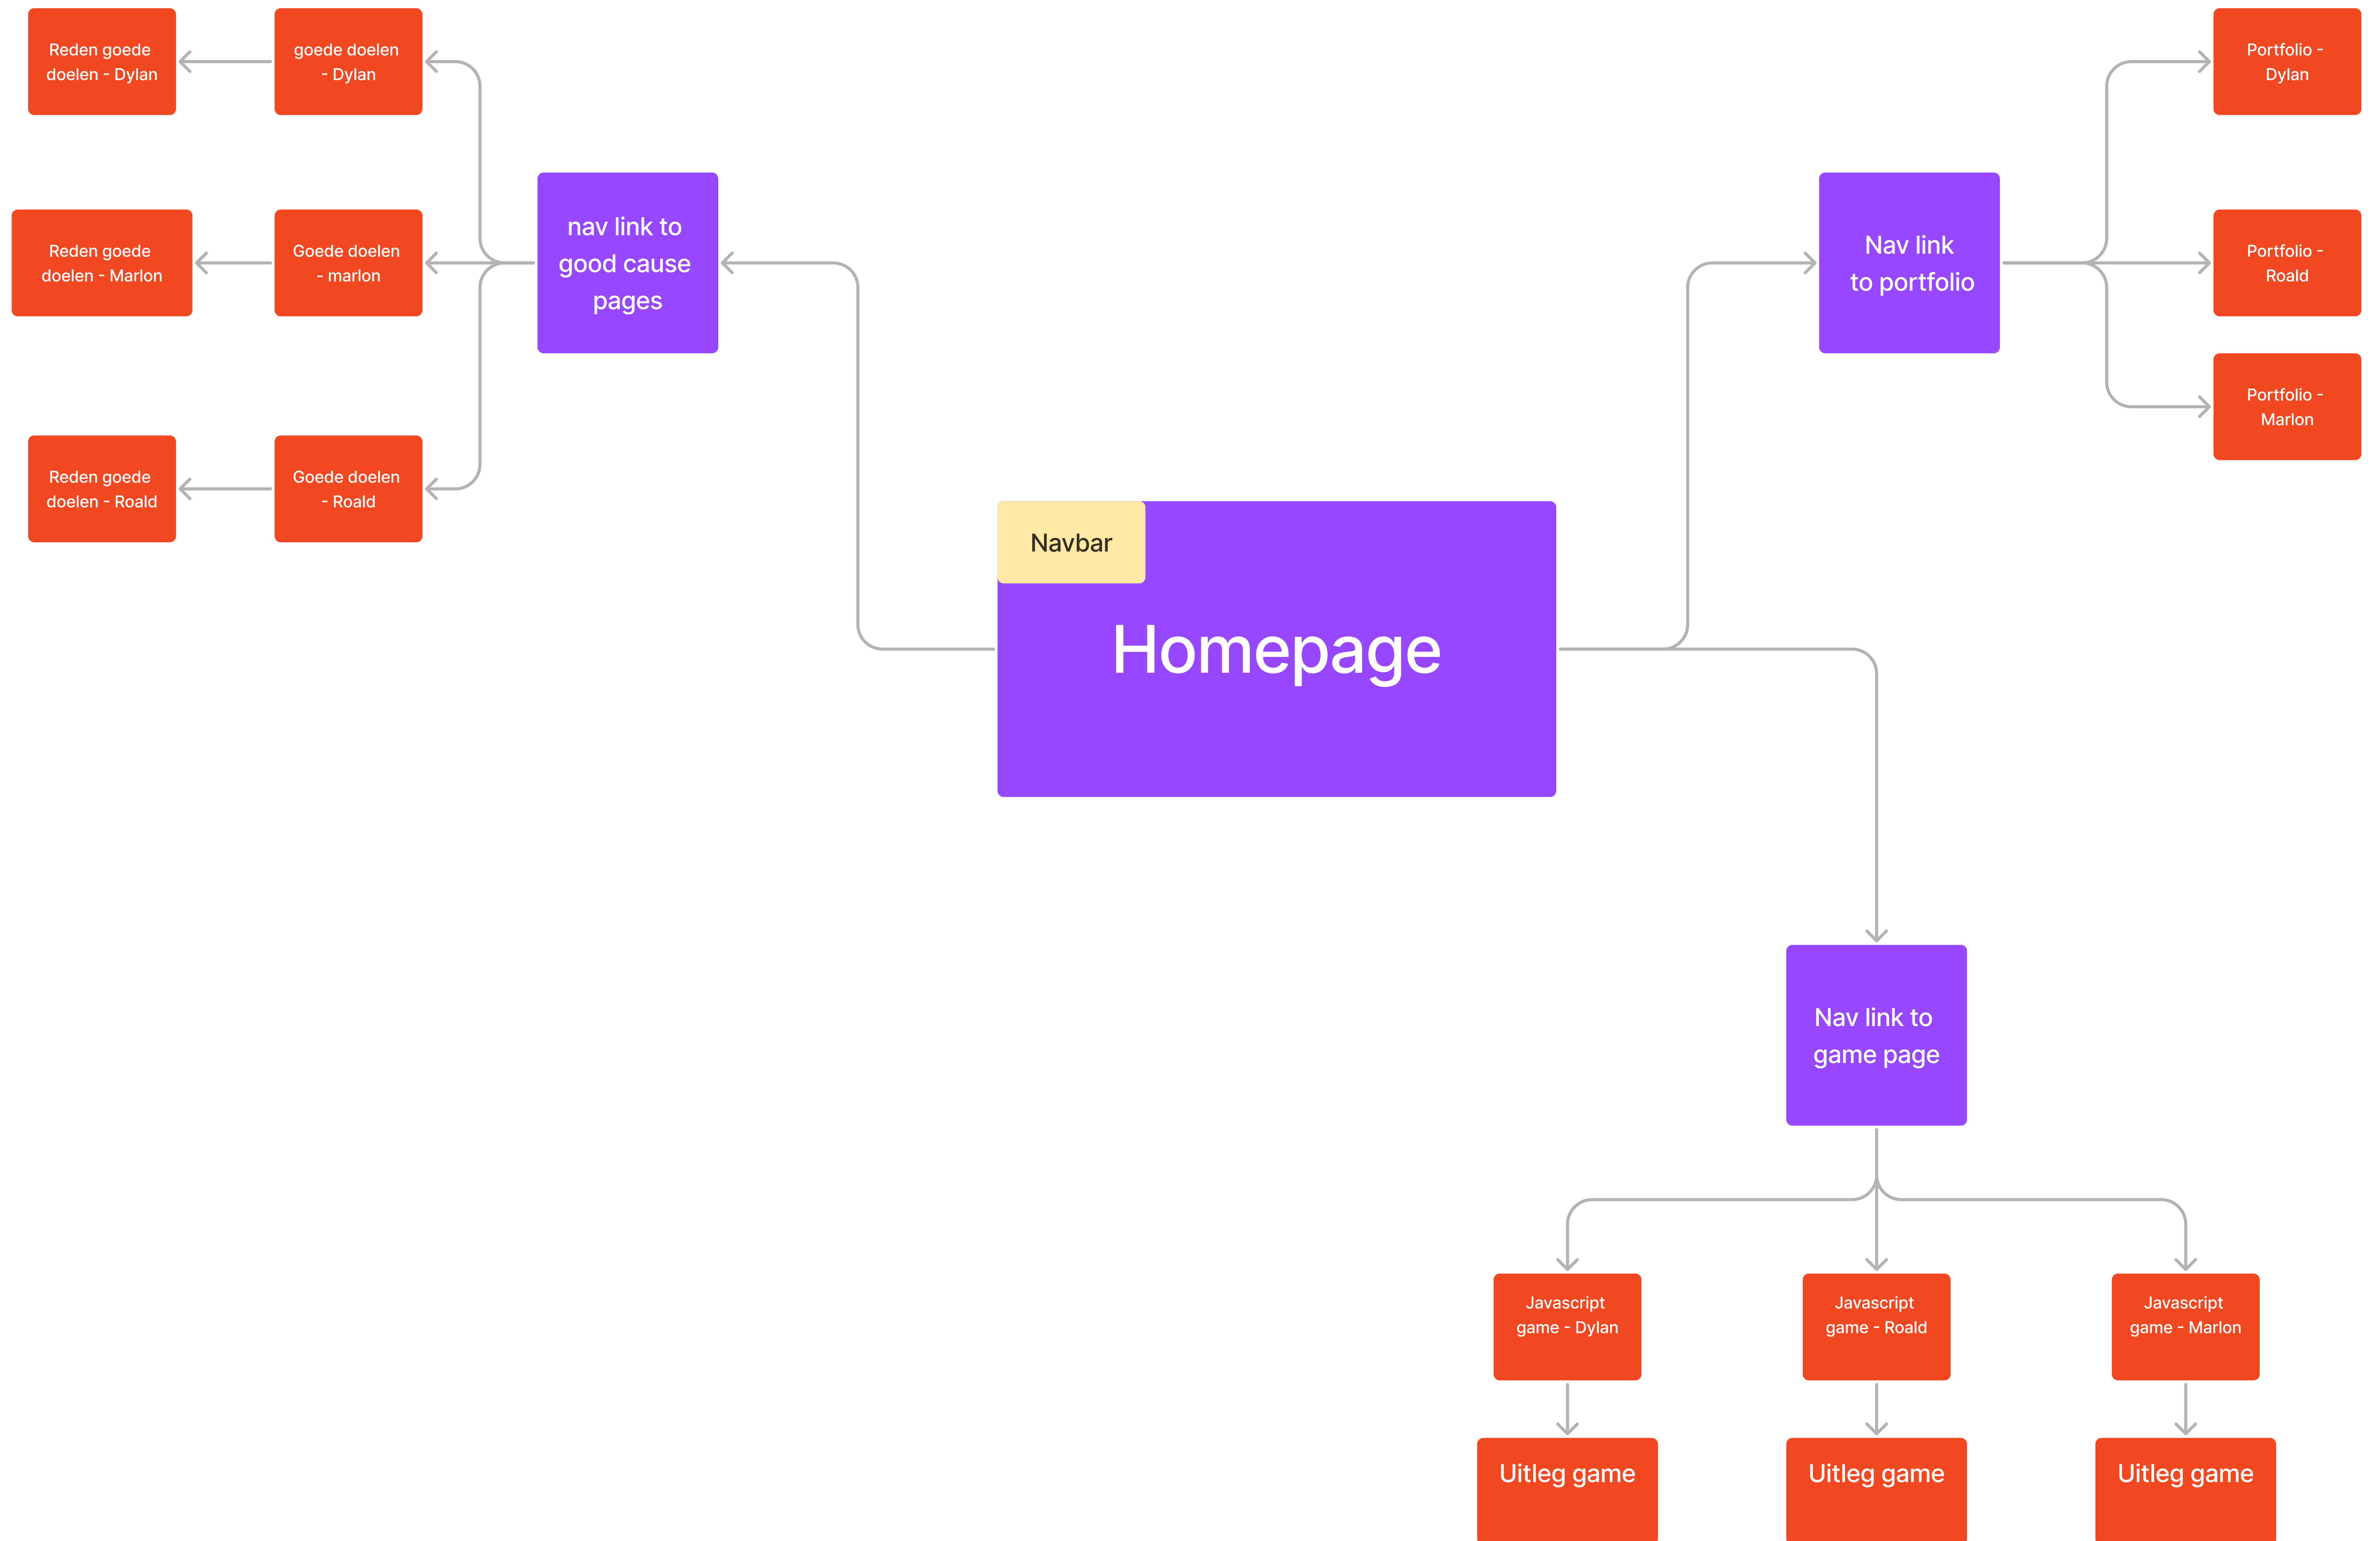 Reden goede
doelen - Dylan
goede doelen
- Dylan
Portfolio -
Dylan
nav link to
good cause
pages
Nav link
to portfolio
Reden goede
doelen - Marlon
Goede doelen
- marlon
Portfolio -
Roald
Portfolio -
Marlon
Reden goede
doelen - Roald
Goede doelen
- Roald
Navbar
Homepage
Nav link to
game page
Javascript
game - Dylan
Javascript
game - Roald
Javascript
game - Marlon
Uitleg game
Uitleg game
Uitleg game